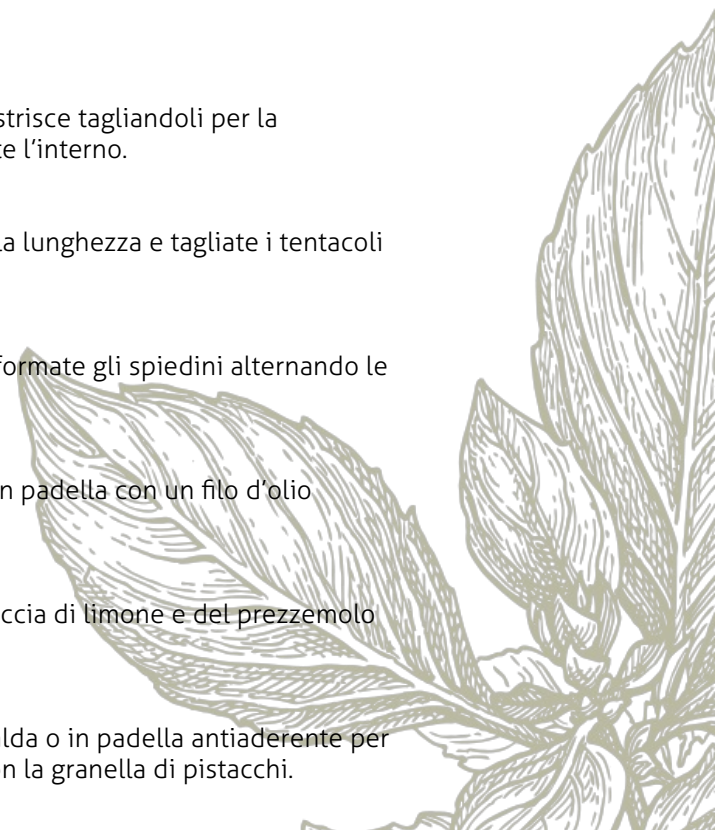 strisce tagliandoli per la
te l’interno.
la lunghezza e tagliate i tentacoli
formate gli spiedini alternando le
n padella con un filo d’olio
ccia di limone e del prezzemolo
lda o in padella antiaderente per
n la granella di pistacchi.